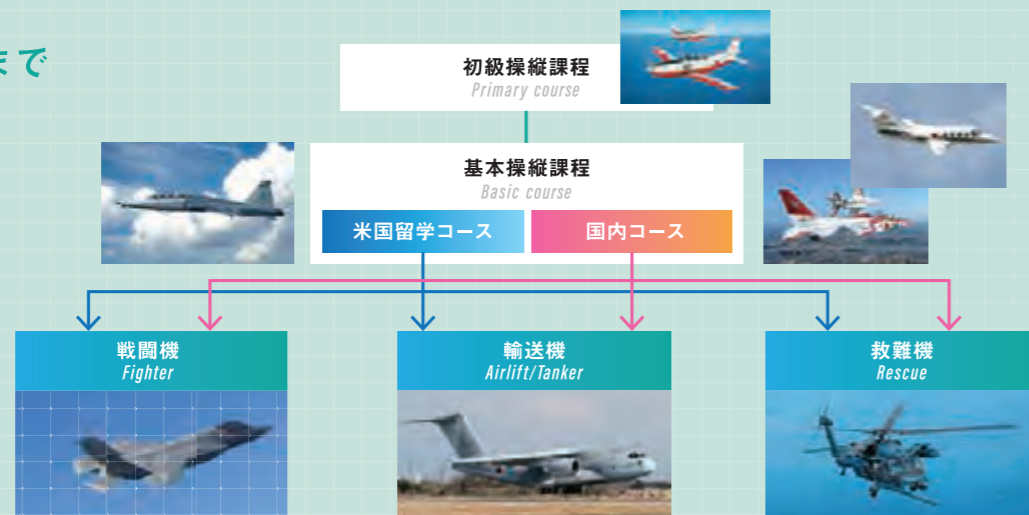 まで
初級操縦課程
Primary course
基本操縦課程
Basic course
米国留学コース
国内コース
戦闘機
Fighter
輸送機
Airlift/Tanker
救難機
Rescue